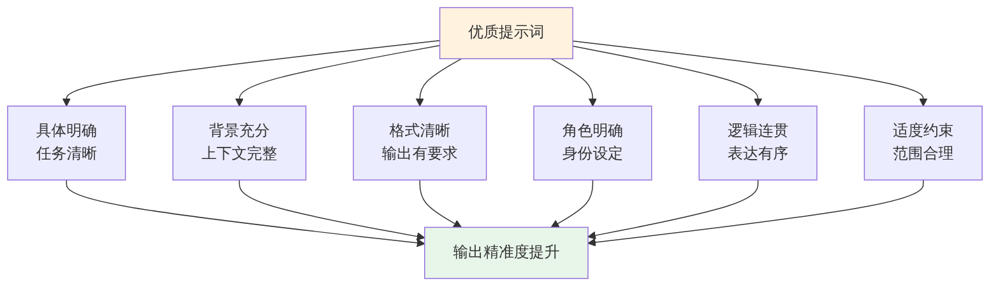 优质提示词
具体明确
任务清晰
背景充分
上下文完整
格式清晰
输出有要求
角色明确
身份设定
逻辑连贯
表达有序
适度约束
范围合理
输出精准度提升